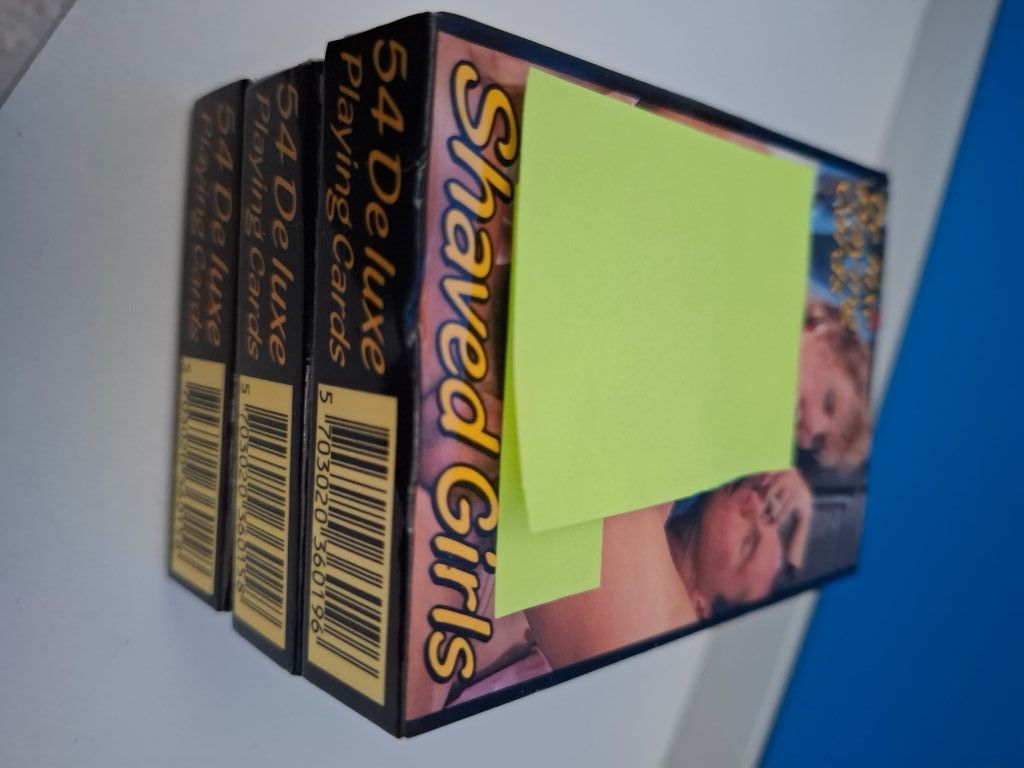 Shaved Girls
54 De luxe
Playing Cards
5 703020 360196
54 De luxe
Playing Cards
5 703020 360158
54 De luxe
Playing Cards